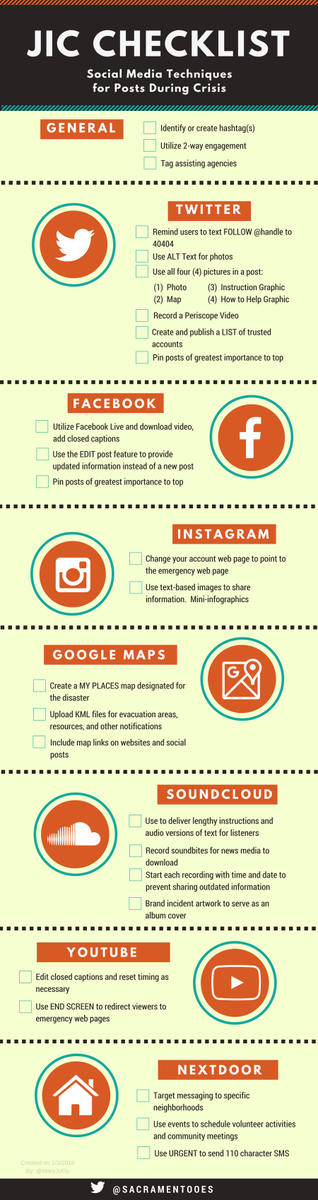 JIC CHECKLIST
Social Media Techniques
for Posts During Crisis
GENERAL
Identify or create hashtag(s)
Utilize 2-way engagement
Tag assisting agencies
TWITTER
Remind users to text FOLLOW @handle to
40404
Use ALT Text for photos
Use all four (4) pictures in a post:
(1) Photo (3) Instruction Graphic
(2) Map (4) How to Help Graphic
Record a Periscope Video
Create and publish a LIST of trusted
accounts
Pin posts of greatest importance to top
FACEBOOK
Utilize Facebook Live and download video,
add closed captions
Use the EDIT post feature to provide
updated information instead of a new post
Pin posts of greatest importance to top
INSTAGRAM
Change your account web page to point to
the emergency web page
Use text-based images to share
information. Mini-infographics
GOOGLE MAPS
G
Create a MY PLACES map designated for
the disaster
Upload KML files for evacuation areas,
resources, and other notifications
Include map links on websites and social
posts
SOUNDCLOUD
Use to deliver lengthy instructions and
audio versions of text for listeners
Record soundbites for news media to
download
Start each recording with time and date to
prevent sharing outdated information
Brand incident artwork to serve as an
album cover
YOUTUBE
Edit closed captions and reset timing as
necessary
Use END SCREEN to redirect viewers to
emergency web pages
NEXTDOOR
Target messaging to specific
neighborhoods
Use events to schedule volunteer activities
and community meetings
Use URGENT to send 110 character SMS
Created on 2/3/2018
By: @MaryJoFly
@SACRAMENTOOES